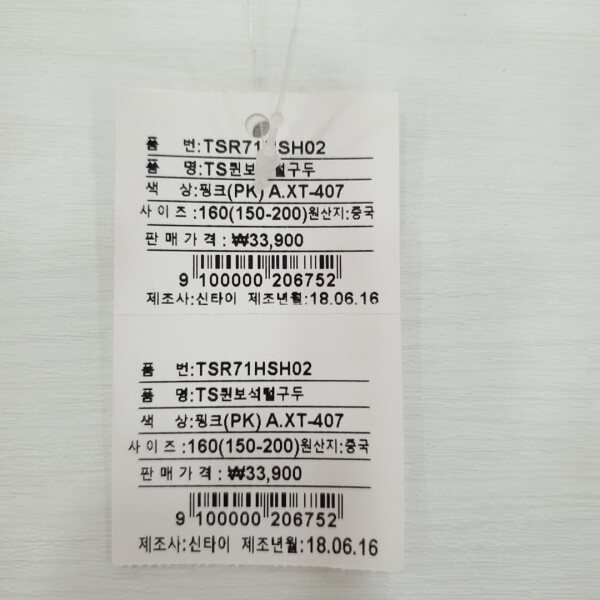 품 번:TSR71HSH02
품 명:TS퀸보석털구두
색 상:핑크(PK) A.XT-407
사 이 즈 :160(150-200)원산지:중국
판 매 가 격 : ₩33,900
9 100000 206752
제조사:신타이 제조년월:18.06.16
품 번:TSR71HSH02
품 명:TS퀸보석털구두
색 상:핑크(PK) A.XT-407
사 이 즈 :160(150-200)원산지:중국
판 매 가 격 : ₩33,900
9 100000 206752
제조사:신타이 제조년월:18.06.16